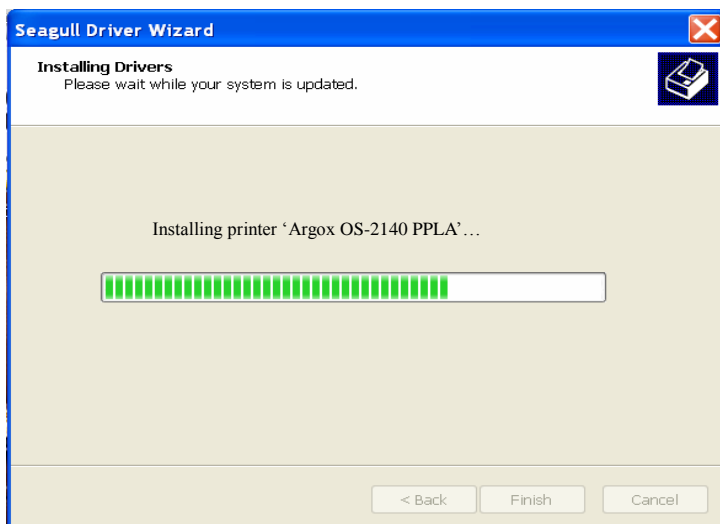 Seagull Driver Wizard
Installing Drivers
Please wait while your system is updated.
Installing printer ‘Argox OS-2140 PPLA’…
< Back
Finish
Cancel